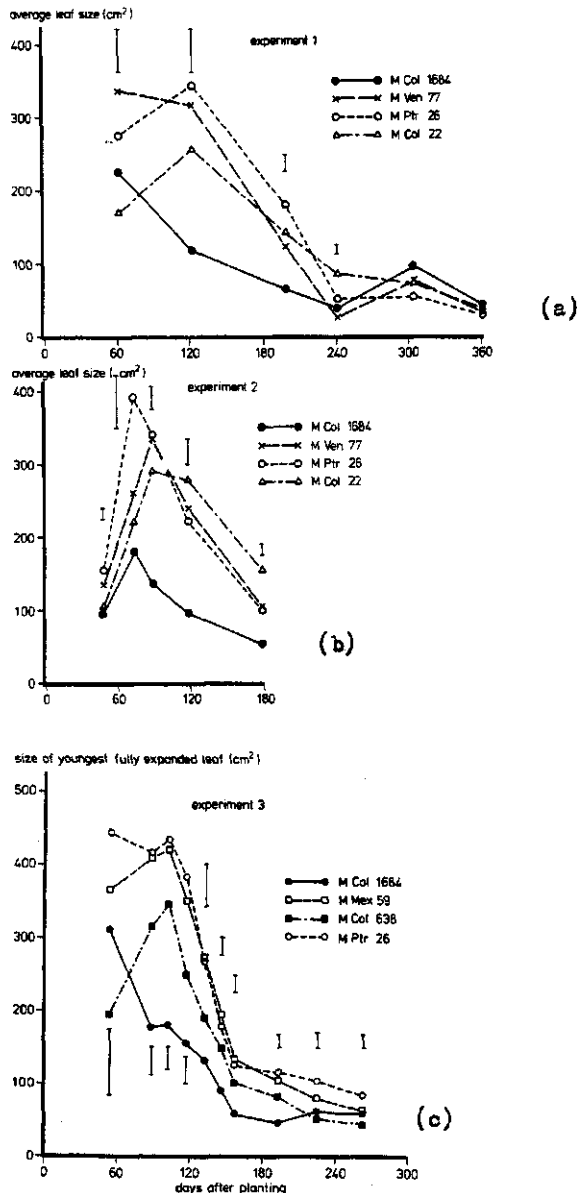 average leaf size (cm²)
experiment 1
400
300
200
100
0
M Col 1684
M Ven 77
M Ptr 26
M Col 22
0 60 120 180 240 300 360
(a)
average leaf size (cm²)
experiment 2
400
300
200
100
0
M Col 1684
M Ven 77
M Ptr 26
M Col 22
0 60 120 180
(b)
size of youngest fully expanded leaf (cm²)
experiment 3
500
400
300
200
100
0
M Col 1684
M Mex 59
M Col 638
M Ptr 26
0 60 120 180 240 300
days after planting
(c)